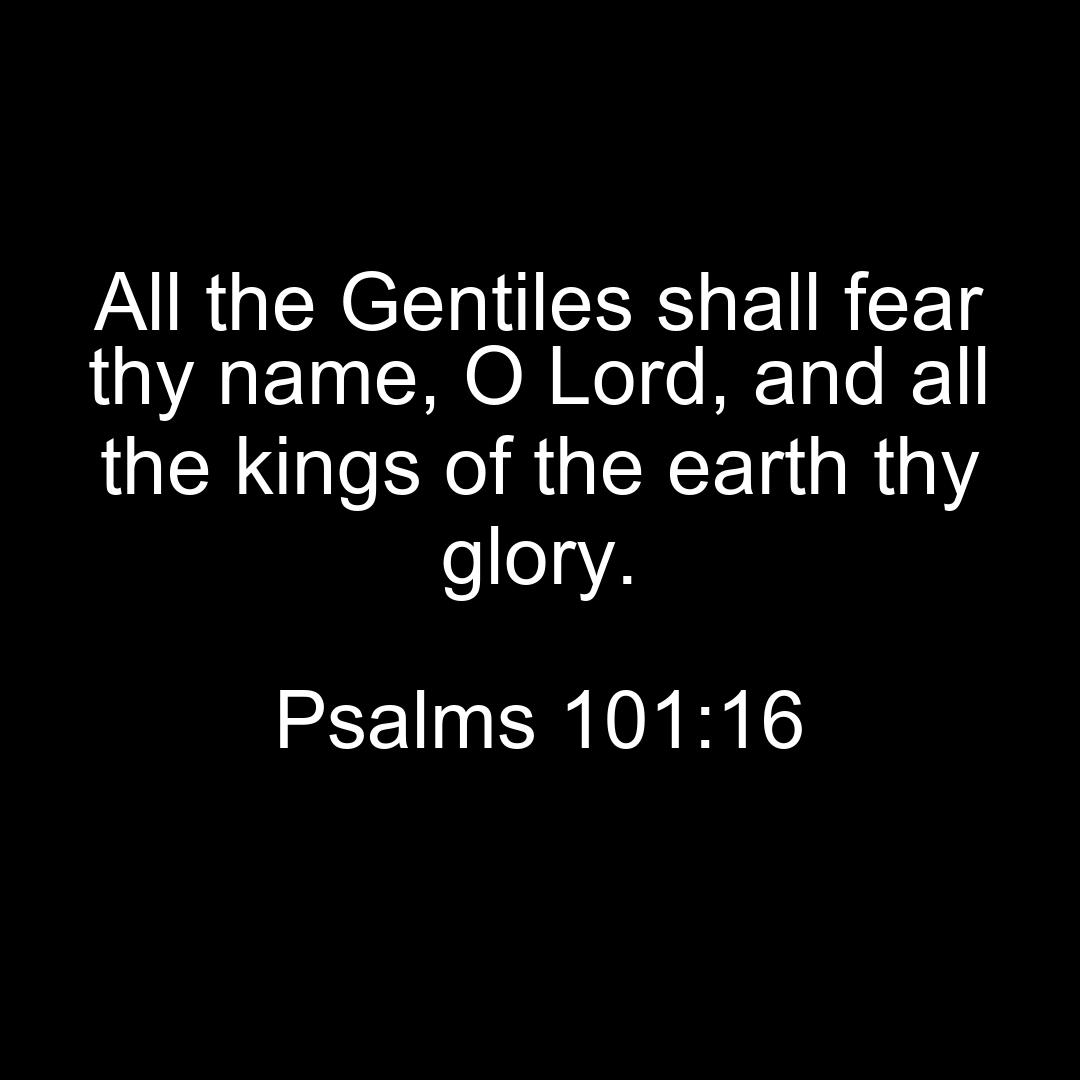 All the Gentiles shall fear
thy name, O Lord, and all
the kings of the earth thy
glory.
Psalms 101:16